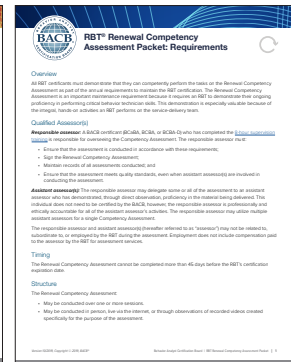 BACB®
RBT® Renewal Competency
Assessment Packet: Requirements
Overview
All RBT certificants must demonstrate that they can competently perform the tasks on the Renewal Competency
Assessment as part of the annual requirements to maintain the RBT certification. The Renewal Competency
Assessment is an important maintenance requirement because it requires an RBT to demonstrate their ongoing
proficiency in performing critical behavior technician skills. This demonstration is especially valuable because of
the integral, hands-on activities an RBT performs on the service-delivery team.
Qualified Assessor(s)
Responsible assessor: A BACB certificant (BCaBA, BCBA, or BCBA-D) who has completed the 8-hour supervision
training is responsible for overseeing the Competency Assessment. The responsible assessor must:
• Ensure that the assessment is conducted in accordance with these requirements;
• Sign the Renewal Competency Assessment;
• Maintain records of all assessments conducted; and
• Ensure that the assessment meets quality standards, even when assistant assessor(s) are involved in
conducting the assessment.
Assistant assessor(s): The responsible assessor may delegate some or all of the assessment to an assistant
assessor who has demonstrated, through direct observation, proficiency in the material being delivered. This
individual does not need to be certified by the BACB, however, the responsible assessor is professionally and
ethically accountable for all of the assistant assessor's activities. The responsible assessor may utilize multiple
assistant assessors for a single Competency Assessment.
The responsible assessor and assistant assessor(s) (hereafter referred to as "assessor") may not be related to,
subordinate to, or employed by the RBT during the assessment. Employment does not include compensation paid
to the assessor by the RBT for assessment services.
Timing
The Renewal Competency Assessment cannot be completed more than 45 days before the RBT's certification
expiration date.
Structure
The Renewal Competency Assessment:
• May be conducted over one or more sessions.
• May be conducted in person, live via the internet, or through observations of recorded videos created
specifically for the purpose of the assessment.